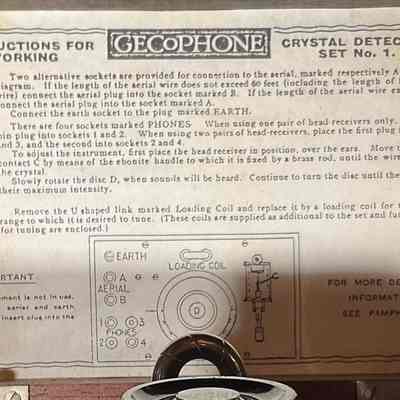 THE
GECOPHONE
UCTIONS FOR
ORKING
CRYSTAL DETEC
SET No. 1.
Two alternative sockets are provided for connection to the aerial, marked respectively A
diagram. If the length of the aerial wire does not exceed 60 feet (including the length of l
wire) connect the aerial plug into socket marked B. If the length of the aerial wire ex
connect the aerial plug into the socket marked A.
Connect the earth socket to the plug marked EARTH.
There are four sockets marked PHONES. When using one pair of head receivers only,
pin plug into sockets 1 and 2. When using two pairs of head-receivers, place the first plug i
and 3, and the second into sockets 2 and 4.
To adjust the instrument, first place the head receiver in position, over the ears. Move t
contact C by means of the ebonite handle to which it is fixed by a brass rod, until the wire
the crystal.
Slowly rotate the disc D, when sounds will be heard. Continue to turn the disc until the
their maximum intensity.
Remove the U shaped link marked Loading Coil and replace it by a loading coil for t
range to which it is desired to tune. (These coils are supplied as additional to the set and fu
for tuning are enclosed.)
EARTH
LOADING COIL
A
AERIAL
B
C
D
1 3
PHONES
2 4
PORTANT
ument is not in use,
aerial and earth
insert plug into the
FOR MORE DE
INFORMAT
SEE PAMPH